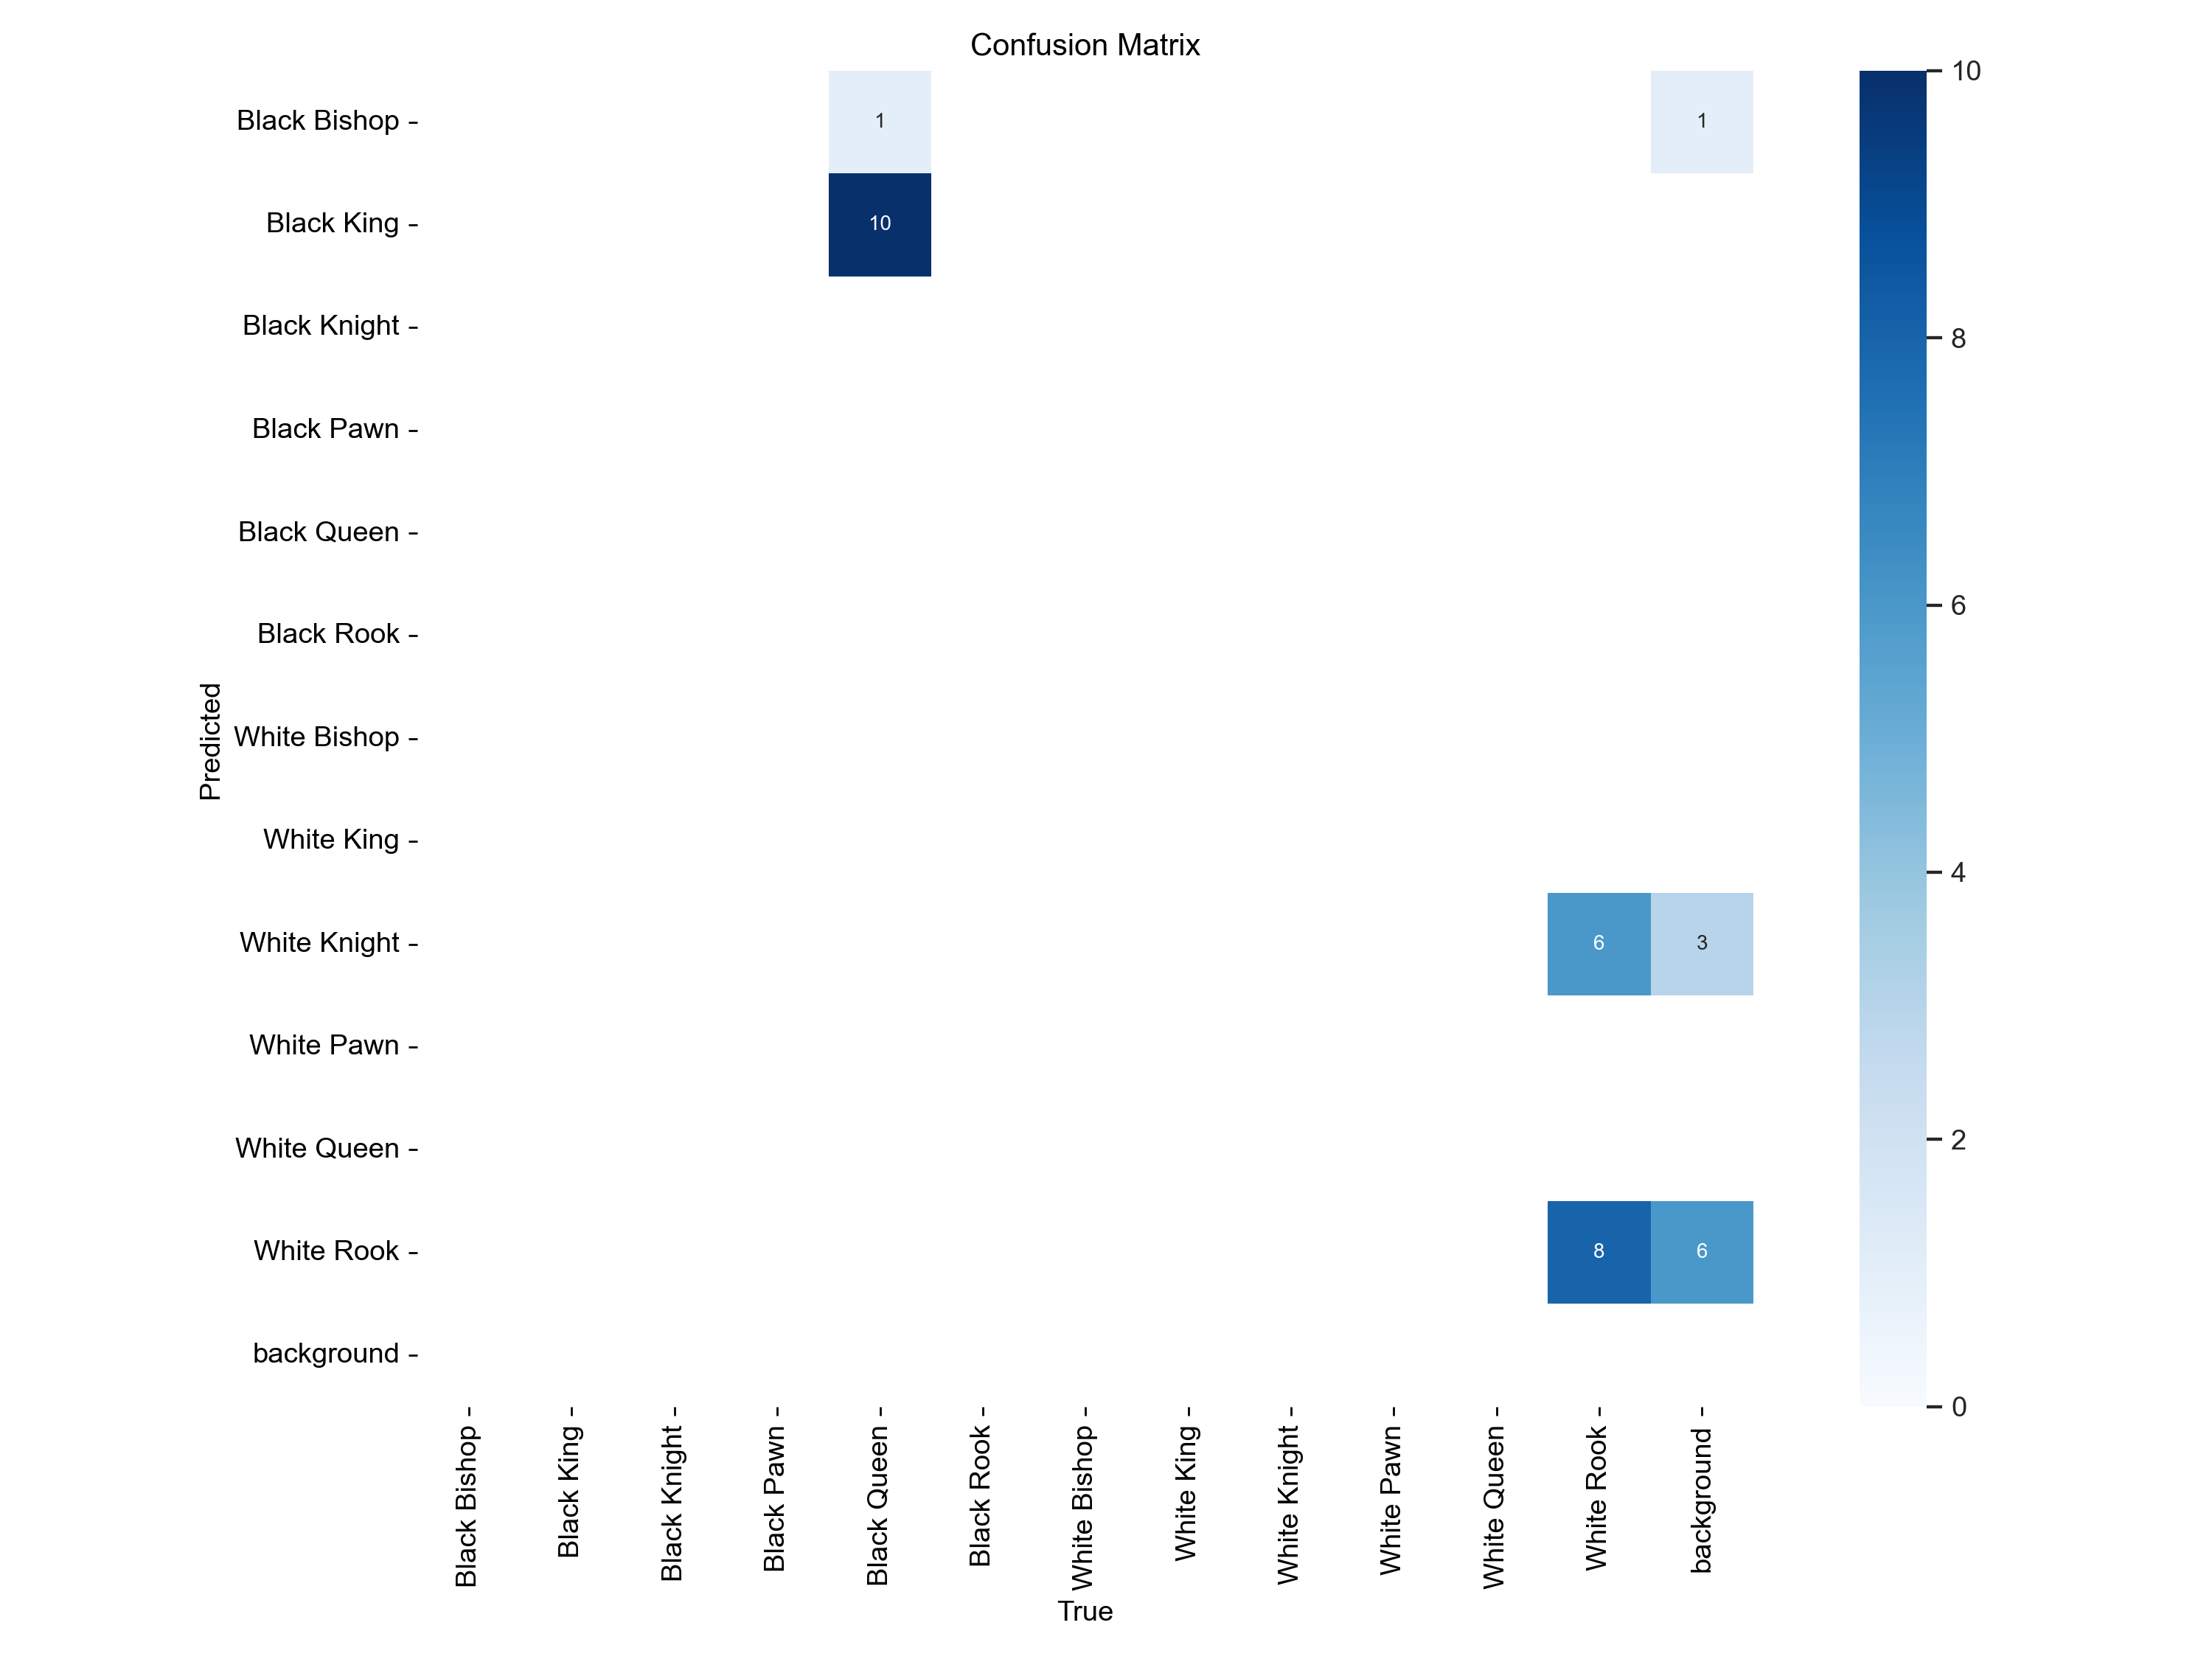 Confusion Matrix
Black Bishop
Black King
Black Knight
Black Pawn
Black Queen
Black Rook
White Bishop
White King
White Knight
White Pawn
White Queen
White Rook
background
Predicted
1 1
10
6 3
8 6
Black Bishop
Black King
Black Knight
Black Pawn
Black Queen
Black Rook
White Bishop
White King
White Knight
White Pawn
White Queen
White Rook
background
True
10
8
6
4
2
0